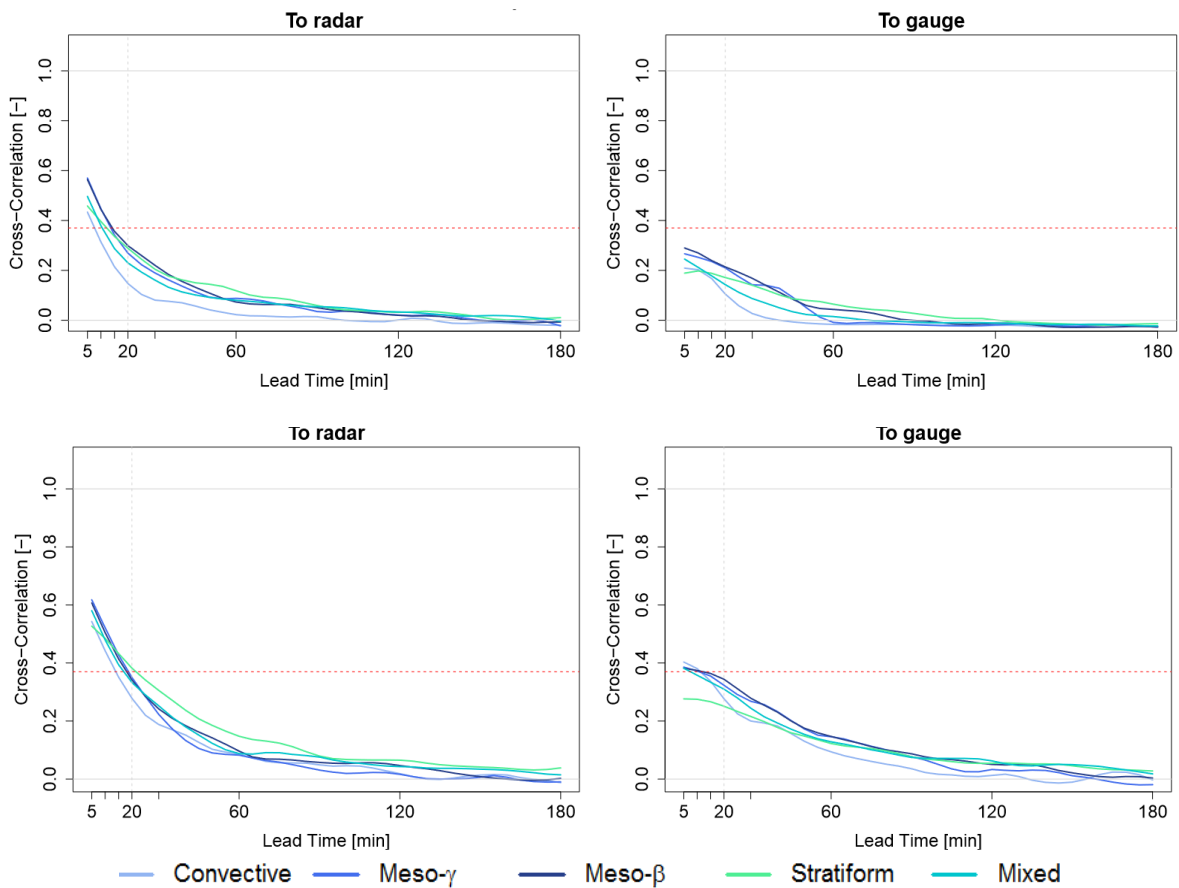 To radar
To gauge
Cross-Correlation [-]
0.0 0.2 0.4 0.6 0.8 1.0
5 20 60 120 180
Lead Time [min]
Cross-Correlation [-]
0.0 0.2 0.4 0.6 0.8 1.0
5 20 60 120 180
Lead Time [min]
To radar
To gauge
Cross-Correlation [-]
0.0 0.2 0.4 0.6 0.8 1.0
5 20 60 120 180
Lead Time [min]
Cross-Correlation [-]
0.0 0.2 0.4 0.6 0.8 1.0
5 20 60 120 180
Lead Time [min]
Convective Meso-γ Meso-β Stratiform Mixed